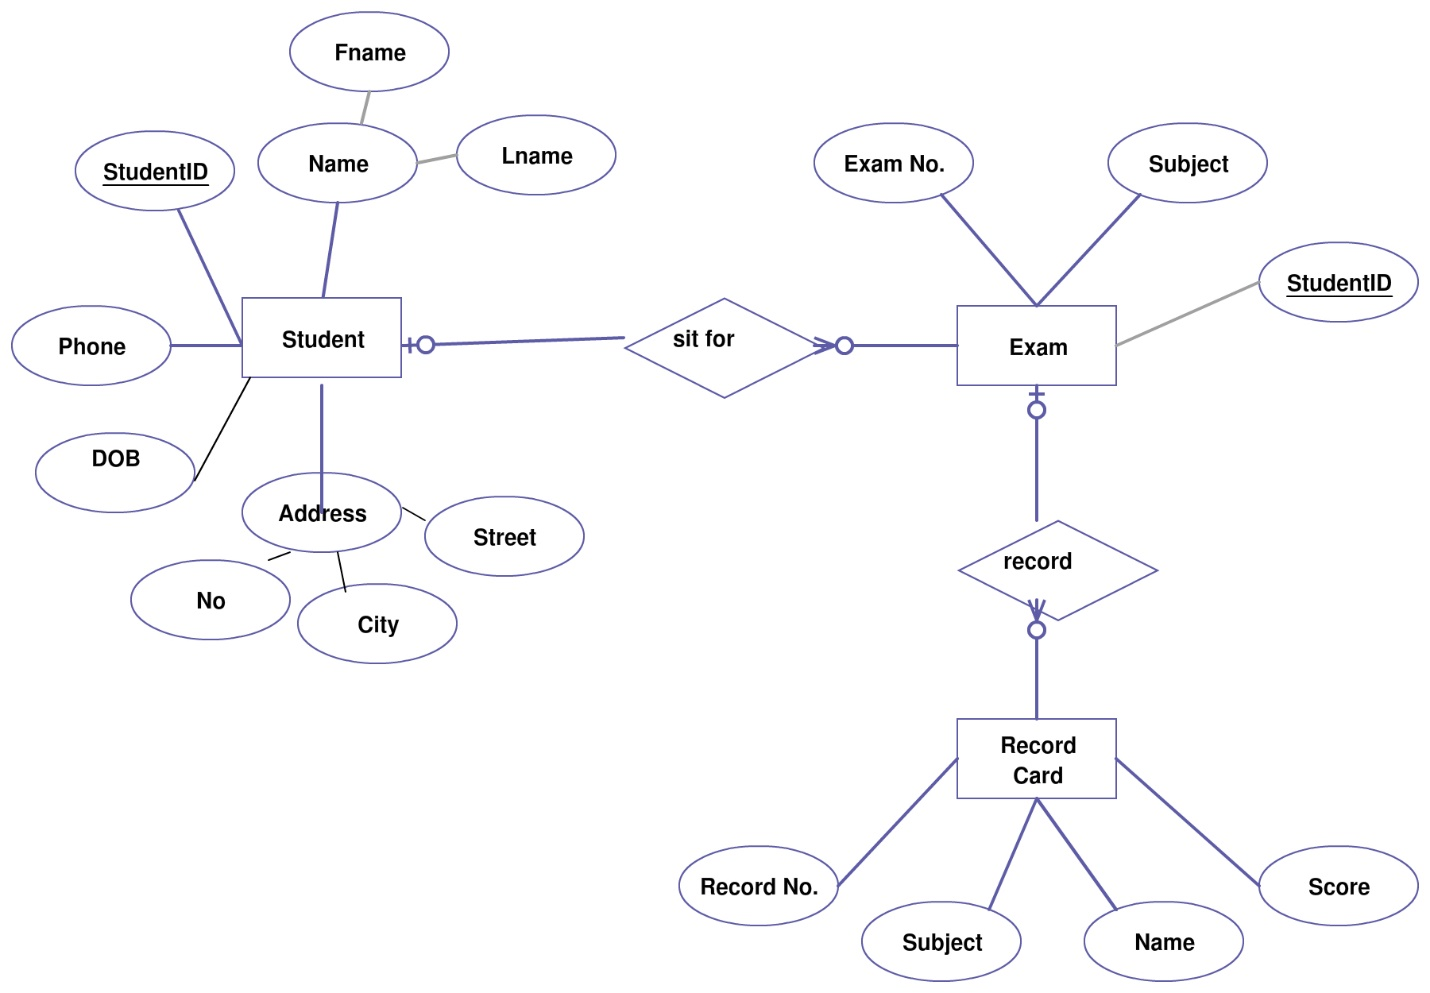 Fname
Name
Lname
StudentID
Exam No.
Subject
StudentID
Phone
Student
sit for
Exam
DOB
Address
Street
No
City
record
Record
Card
Record No.
Subject
Name
Score